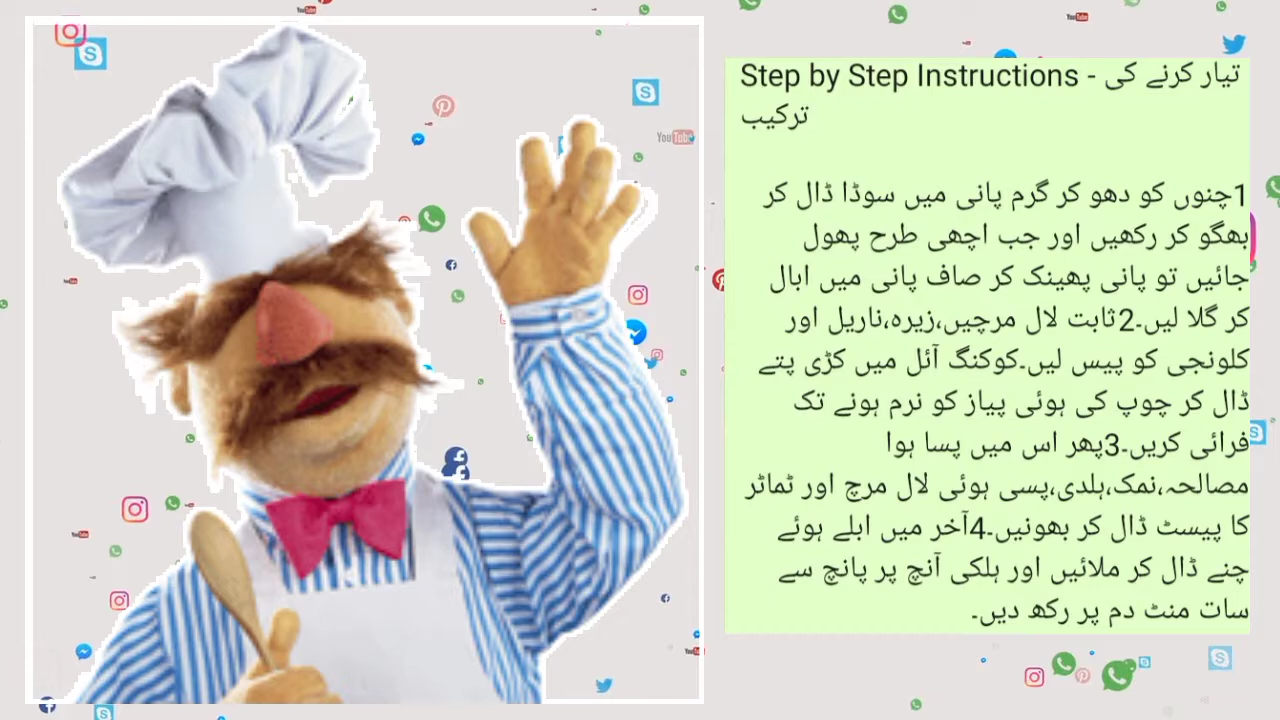 Step by Step Instructions - تیار کرنے کی
ترکیب
1چنوں کو دھو کر گرم پانی میں سوڈا ڈال کر
بھگو کر رکھیں اور جب اچھی طرح پھول
جائیں تو پانی پھینک کر صاف پانی میں ابال
کر گلا لیں۔2ثابت لال مرچیں،زیرہ،ناریل اور
کلونجی کو پیس لیں۔کوکنگ آئل میں کڑی پتے
ڈال کر چوپ کی ہوئی پیاز کو نرم ہونے تک
فرائی کریں۔3پھر اس میں پسا ہوا
مصالحہ،نمک،ہلدی،پسی ہوئی لال مرچ اور ٹماٹر
کا پیسٹ ڈال کر بھونیں۔4آخر میں ابلے ہوئے
چنے ڈال کر ملائیں اور ہلکی آنچ پر پانچ سے
سات منٹ دم پر رکھ دیں۔
YouTube